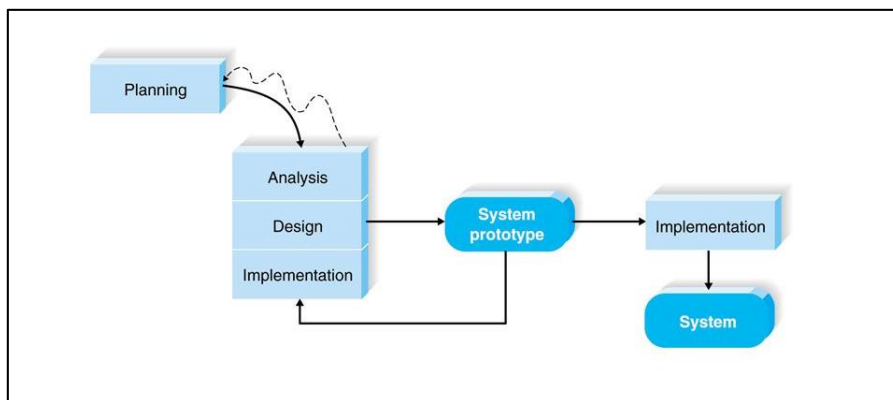 Planning
Analysis
Design
Implementation
System
prototype
Implementation
System